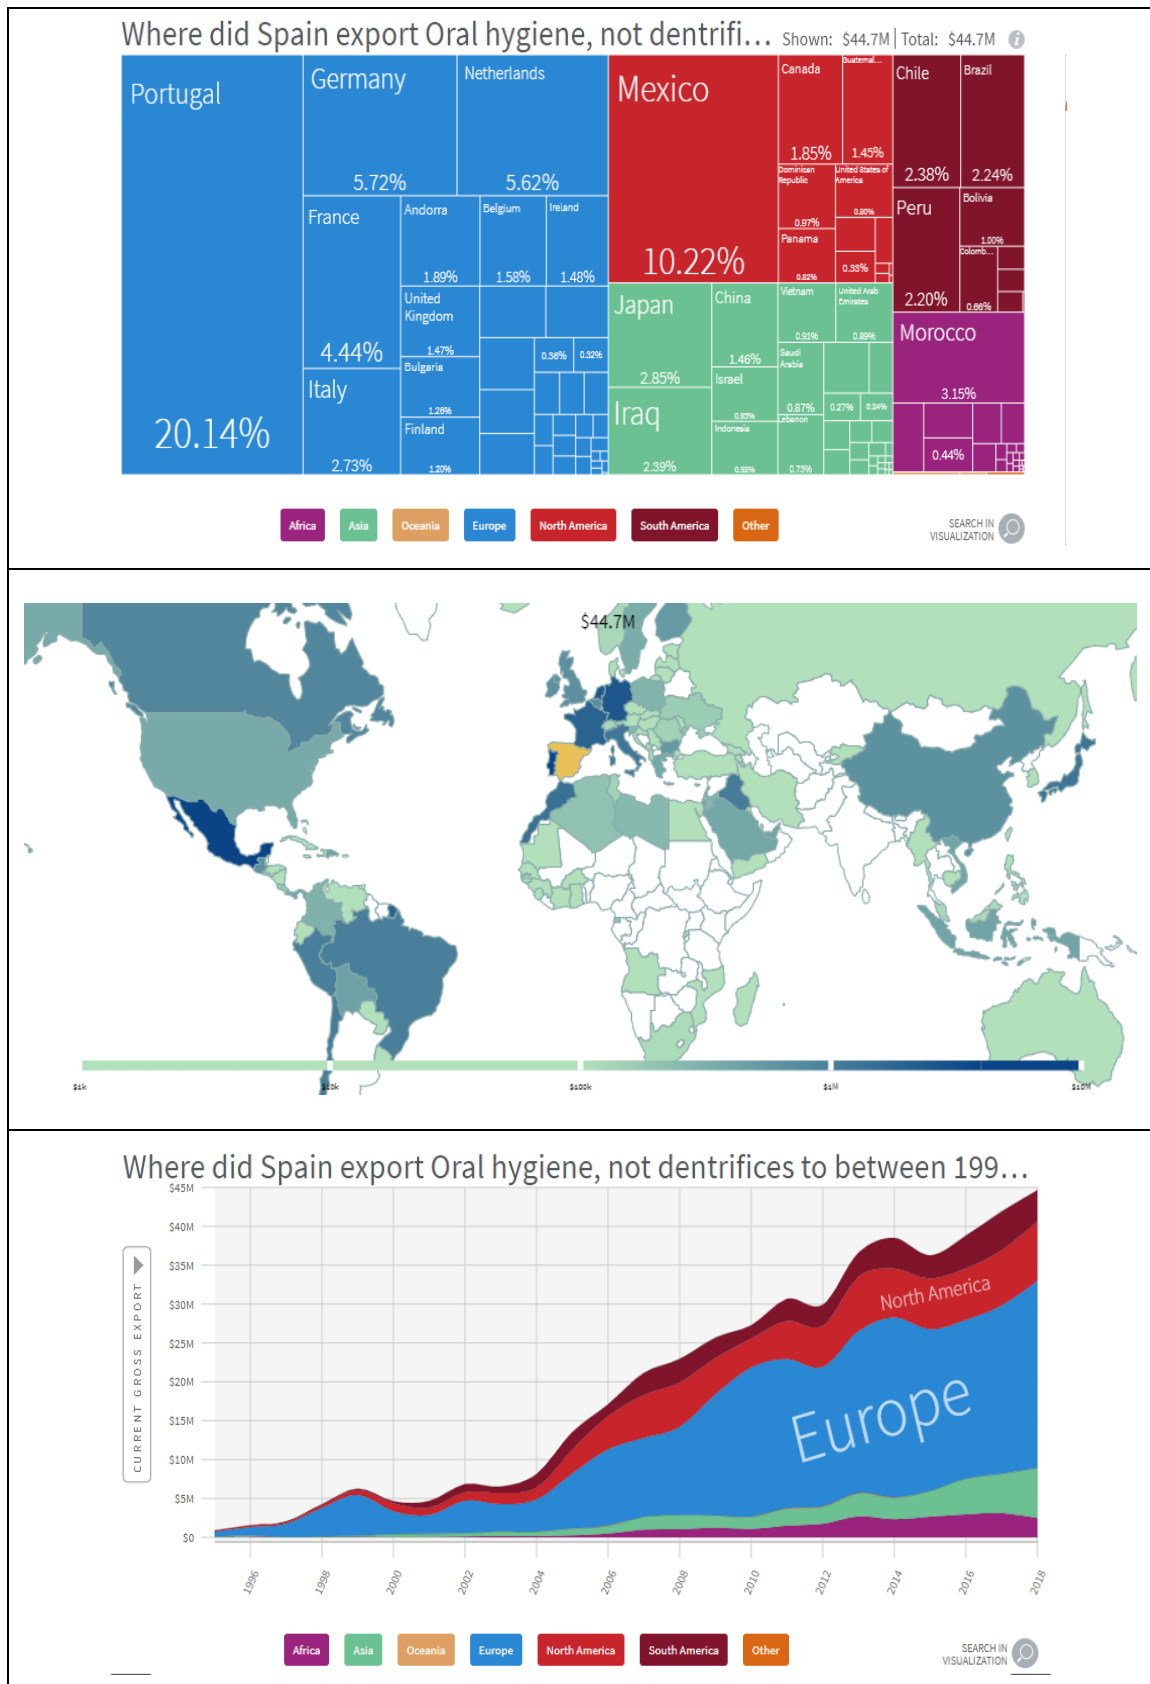 Where did Spain export Oral hygiene, not dentrifi...
Shown: $44.7M | Total: $44.7M
i
Portugal
20.14%
Germany
5.72%
Netherlands
5.62%
France
4.44%
Italy
2.73%
Andorra
1.89%
Belgium
1.58%
Ireland
1.48%
United
Kingdom
1.47%
Bulgaria
1.26%
Finland
1.20%
0.36%
0.32%
Mexico
10.22%
Canada
1.85%
Guatemal...
1.45%
Dominican
Republic
0.97%
United States of
America
0.80%
Panama
0.82%
0.33%
Chile
2.38%
Brazil
2.24%
Peru
2.20%
Bolivia
1.00%
Colomb...
0.66%
Japan
2.85%
Iraq
2.39%
China
1.46%
Israel
0.95%
Indonesia
0.93%
Vietnam
0.91%
United Arab
Emirates
0.89%
Saudi
Arabia
0.87%
0.27%
0.24%
Lebanon
0.73%
Morocco
3.15%
0.44%
Africa
Asia
Oceania
Europe
North America
South America
Other
SEARCH IN
VISUALIZATION
$44.7M
$1k
$10k
$100k
$1M
$10M
Where did Spain export Oral hygiene, not dentrifices to between 199...
CURRENT GROSS EXPORT
$45M
$40M
$35M
$30M
$25M
$20M
$15M
$10M
$5M
$0
North America
Europe
1996
1998
2000
2002
2004
2006
2008
2010
2012
2014
2016
2018
Africa
Asia
Oceania
Europe
North America
South America
Other
SEARCH IN
VISUALIZATION